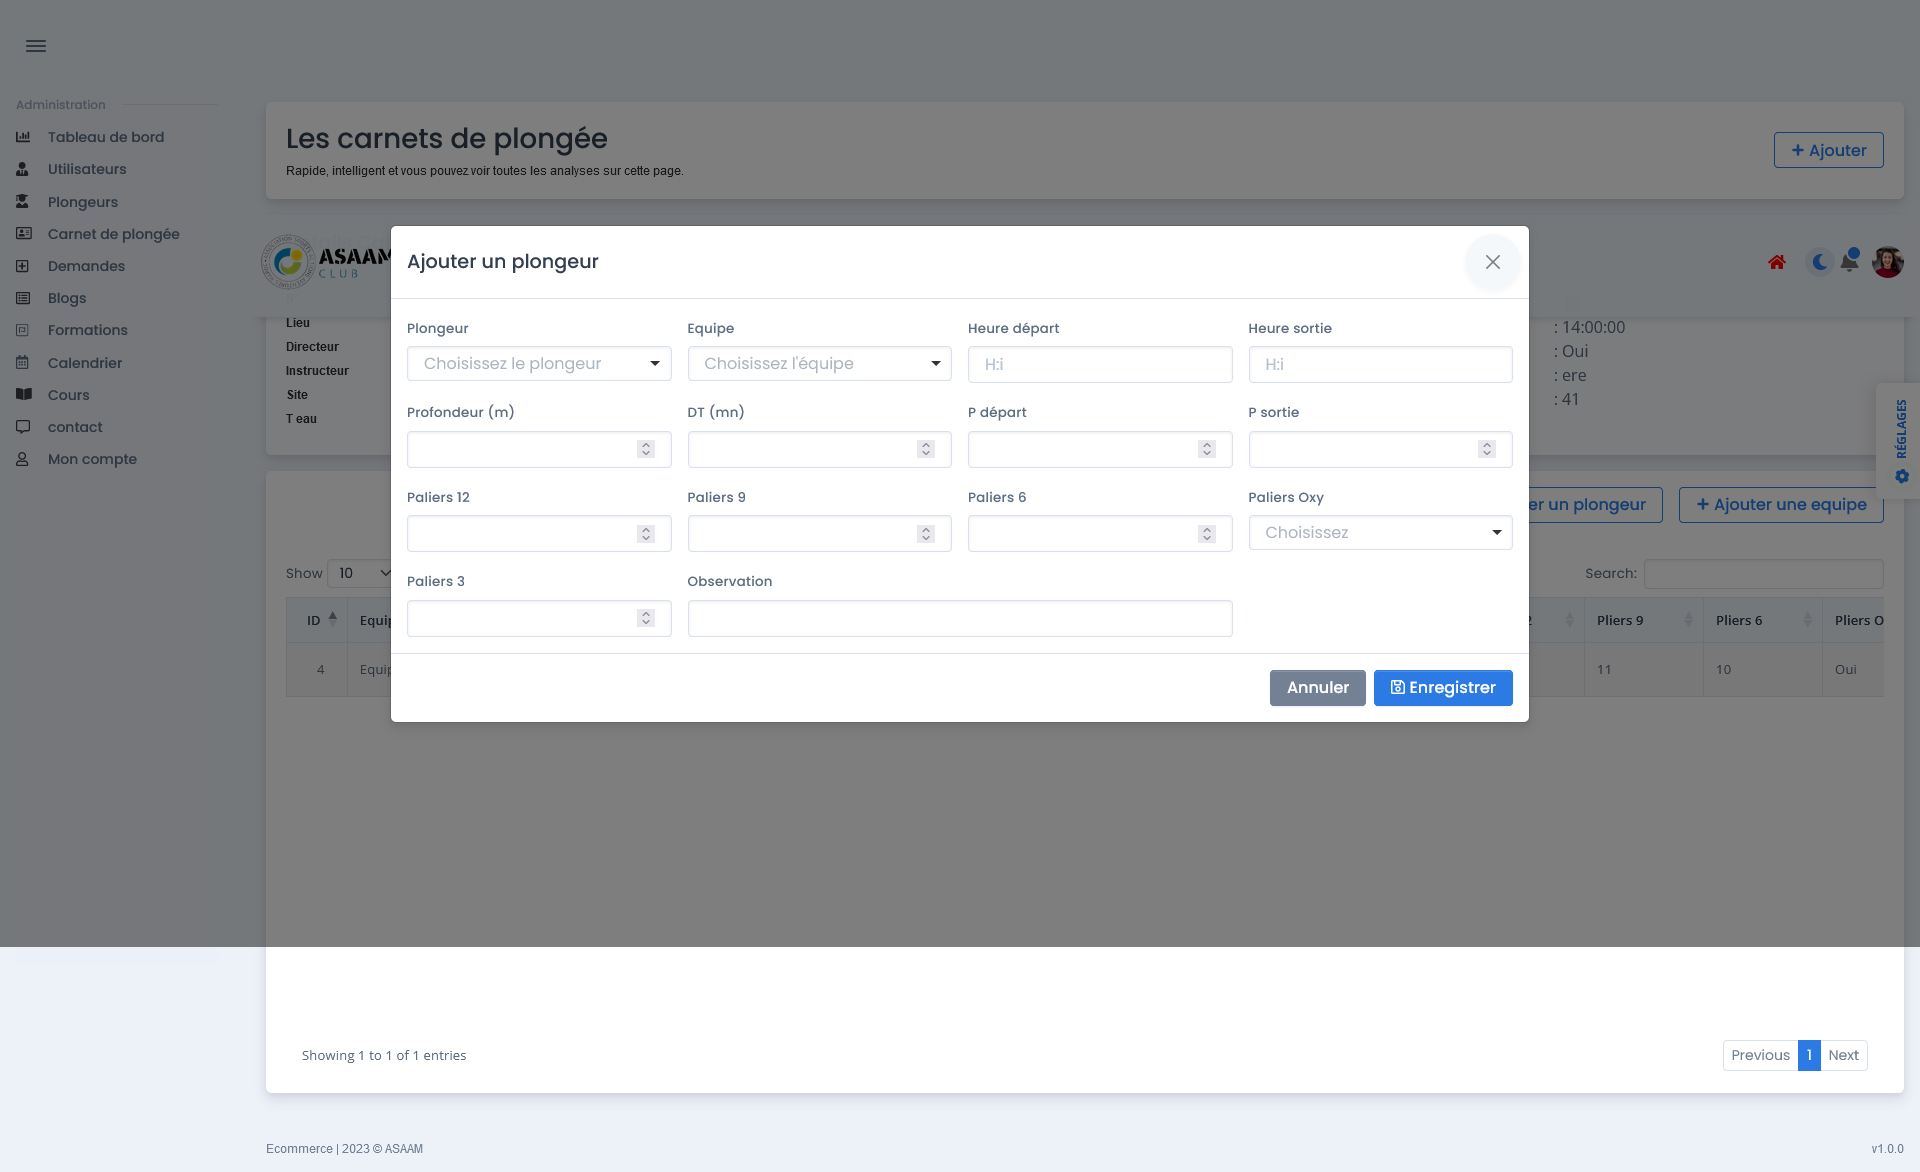 Administration
Tableau de bord
Utilisateurs
Plongeurs
Carnet de plongée
Demandes
Blogs
Formations
Calendrier
Cours
contact
Mon compte
Les carnets de plongée
Rapide, intelligent et vous pouvez voir toutes les analyses sur cette page.
+ Ajouter
ASAAM
CLUB
Lieu
Directeur
Instructeur
Site
T eau
: 14:00:00
: Oui
: ere
: 41
RÉGLAGES
Ajouter un plongeur
Plongeur
Choisissez le plongeur
Equipe
Choisissez l'équipe
Heure départ
H:i
Heure sortie
H:i
Profondeur (m)
DT (mn)
P départ
P sortie
Paliers 12
Paliers 9
Paliers 6
Paliers Oxy
Choisissez
Paliers 3
Observation
Annuler
Enregistrer
er un plongeur
+ Ajouter une equipe
Show 10
Search:
ID
Equip
Pliers 9
Pliers 6
Pliers O
4
Equip
11
10
Oui
Showing 1 to 1 of 1 entries
Previous 1 Next
Ecommerce | 2023 © ASAAM
v1.0.0